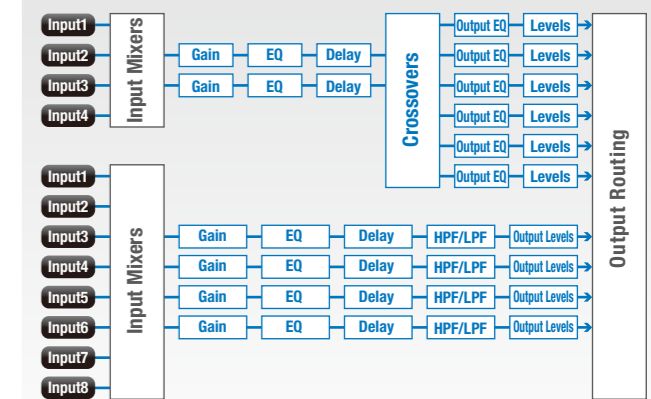 Input1
Input2
Input3
Input4
Input Mixers
Gain EQ Delay
Gain EQ Delay
Crossovers
Output EQ Levels
Output EQ Levels
Output EQ Levels
Output EQ Levels
Output EQ Levels
Output EQ Levels
Output Routing
Input1
Input2
Input3
Input4
Input5
Input6
Input7
Input8
Input Mixers
Gain EQ Delay HPF/LPF Output Levels
Gain EQ Delay HPF/LPF Output Levels
Gain EQ Delay HPF/LPF Output Levels
Gain EQ Delay HPF/LPF Output Levels